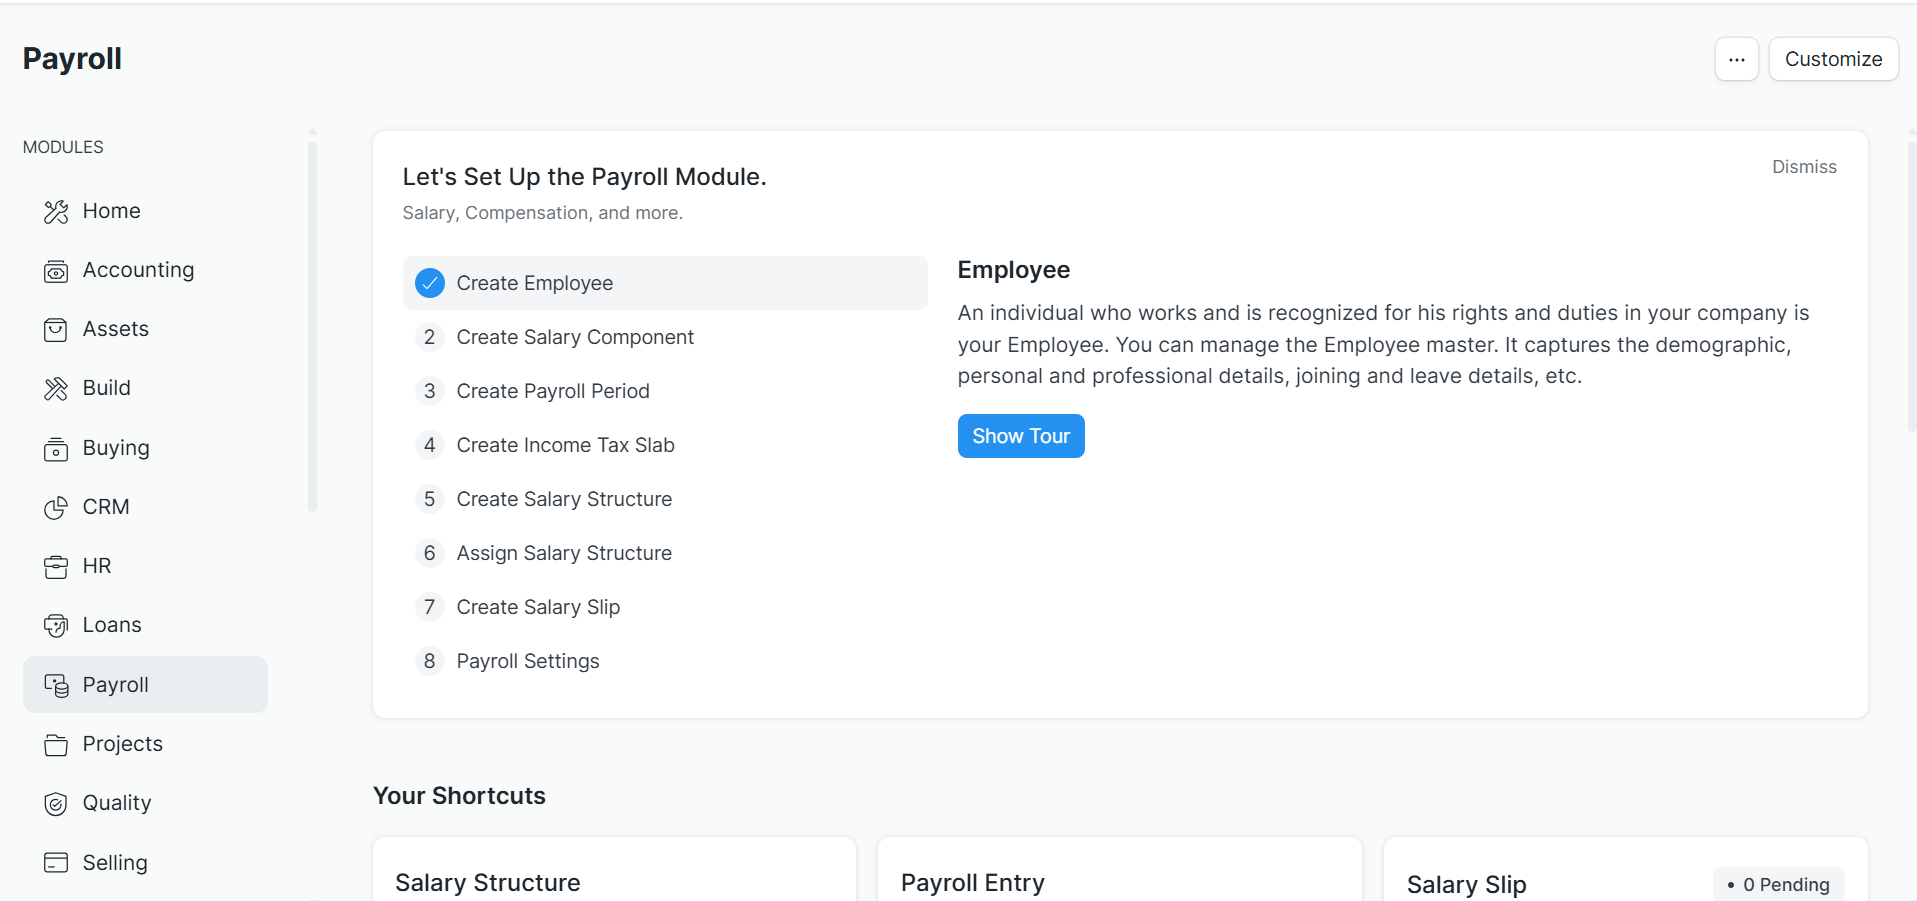 Payroll
...
Customize
MODULES
Home
Accounting
Assets
Build
Buying
CRM
HR
Loans
Payroll
Projects
Quality
Selling
Let's Set Up the Payroll Module.
Dismiss
Salary, Compensation, and more.
Create Employee
2 Create Salary Component
3 Create Payroll Period
4 Create Income Tax Slab
5 Create Salary Structure
6 Assign Salary Structure
7 Create Salary Slip
8 Payroll Settings
Employee
An individual who works and is recognized for his rights and duties in your company is
your Employee. You can manage the Employee master. It captures the demographic,
personal and professional details, joining and leave details, etc.
Show Tour
Your Shortcuts
Salary Structure
Payroll Entry
Salary Slip
• 0 Pending